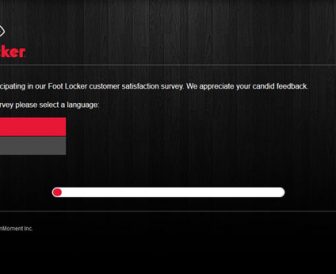 cker
cipating in our Foot Locker customer satisfaction survey. We appreciate your candid feedback.
rvey please select a language:
nMoment Inc.